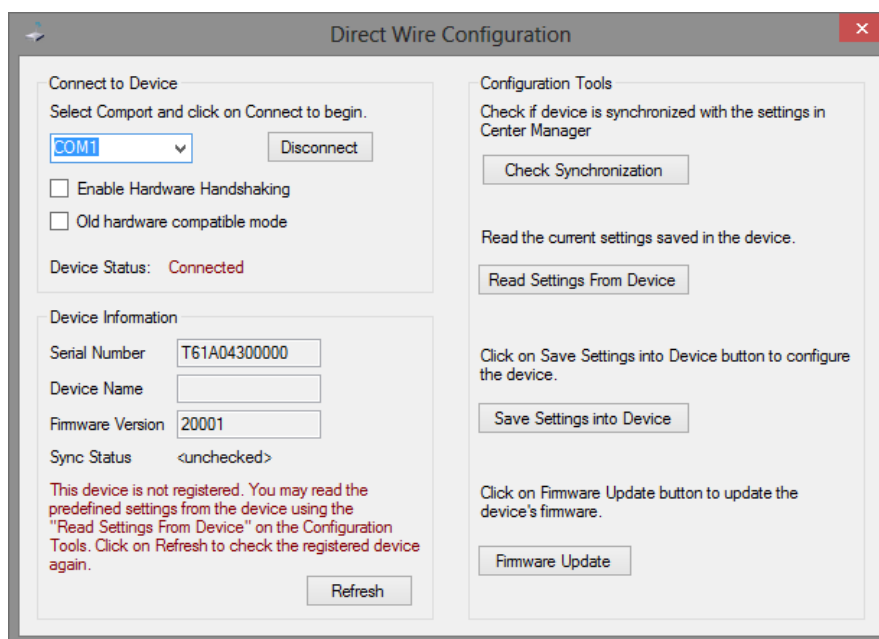 Direct Wire Configuration
Connect to Device
Select Comport and click on Connect to begin.
COM1
Disconnect
Enable Hardware Handshaking
Old hardware compatible mode
Device Status: Connected
Device Information
Serial Number T61A04300000
Device Name
Firmware Version 20001
Sync Status <unchecked>
This device is not registered. You may read the
predefined settings from the device using the
"Read Settings From Device" on the Configuration
Tools. Click on Refresh to check the registered device
again.
Refresh
Configuration Tools
Check if device is synchronized with the settings in
Center Manager
Check Synchronization
Read the current settings saved in the device.
Read Settings From Device
Click on Save Settings into Device button to configure
the device.
Save Settings into Device
Click on Firmware Update button to update the
device's firmware.
Firmware Update